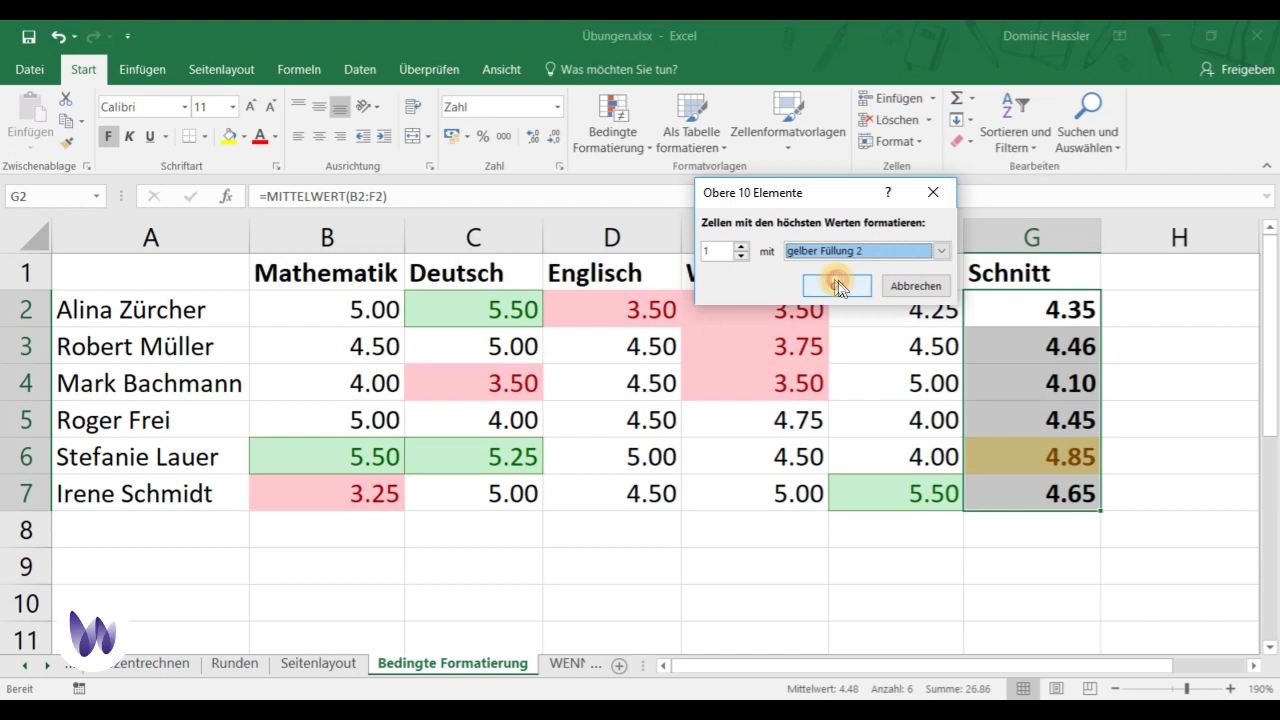 Übungen.xlsx - Excel
Dominic Hassler
Datei Start Einfügen Seitenlayout Formeln Daten Überprüfen Ansicht Was möchten Sie tun? Freigeben
Einfügen
Zwischenablage
Calibri 11
F K U
Schriftart
Ausrichtung
Zahl
% 000
Zahl
Bedingte Formatierung
Als Tabelle formatieren
Zellenformatvorlagen
Formatvorlagen
Einfügen
Löschen
Format
Zellen
Sortieren und Filtern
Suchen und Auswählen
Bearbeiten
G2 fx =MITTELWERT(B2:F2)
Obere 10 Elemente ?
Zellen mit den höchsten Werten formatieren:
1 mit gelber Füllung 2
Abbrechen
A B C D G H
1 Mathematik Deutsch Englisch Schnitt
2 Alina Zürcher 5.00 5.50 3.50 3.50 4.25 4.35
3 Robert Müller 4.50 5.00 4.50 3.75 4.50 4.46
4 Mark Bachmann 4.00 3.50 4.50 3.50 5.00 4.10
5 Roger Frei 5.00 4.00 4.50 4.75 4.00 4.45
6 Stefanie Lauer 5.50 5.25 5.00 4.50 4.00 4.85
7 Irene Schmidt 3.25 5.00 4.50 5.00 5.50 4.65
8
9
10
11
... zentrechnen Runden Seitenlayout Bedingte Formatierung WENN ...
Bereit Mittelwert: 4.48 Anzahl: 6 Summe: 26.86 190%